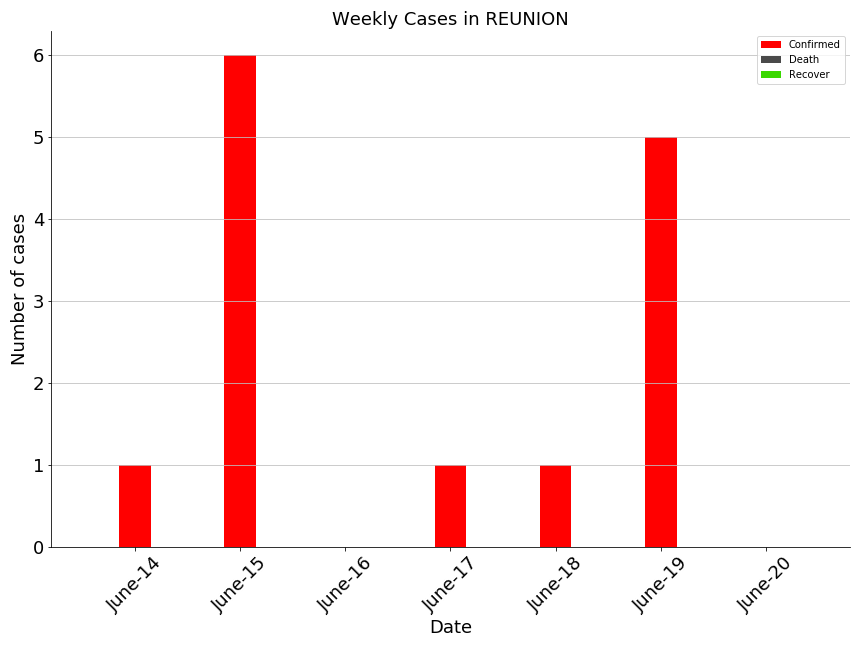 Weekly Cases in REUNION
Confirmed
Death
Recover
Number of cases
6
5
4
3
2
1
0
June-14
June-15
June-16
June-17
June-18
June-19
June-20
Date